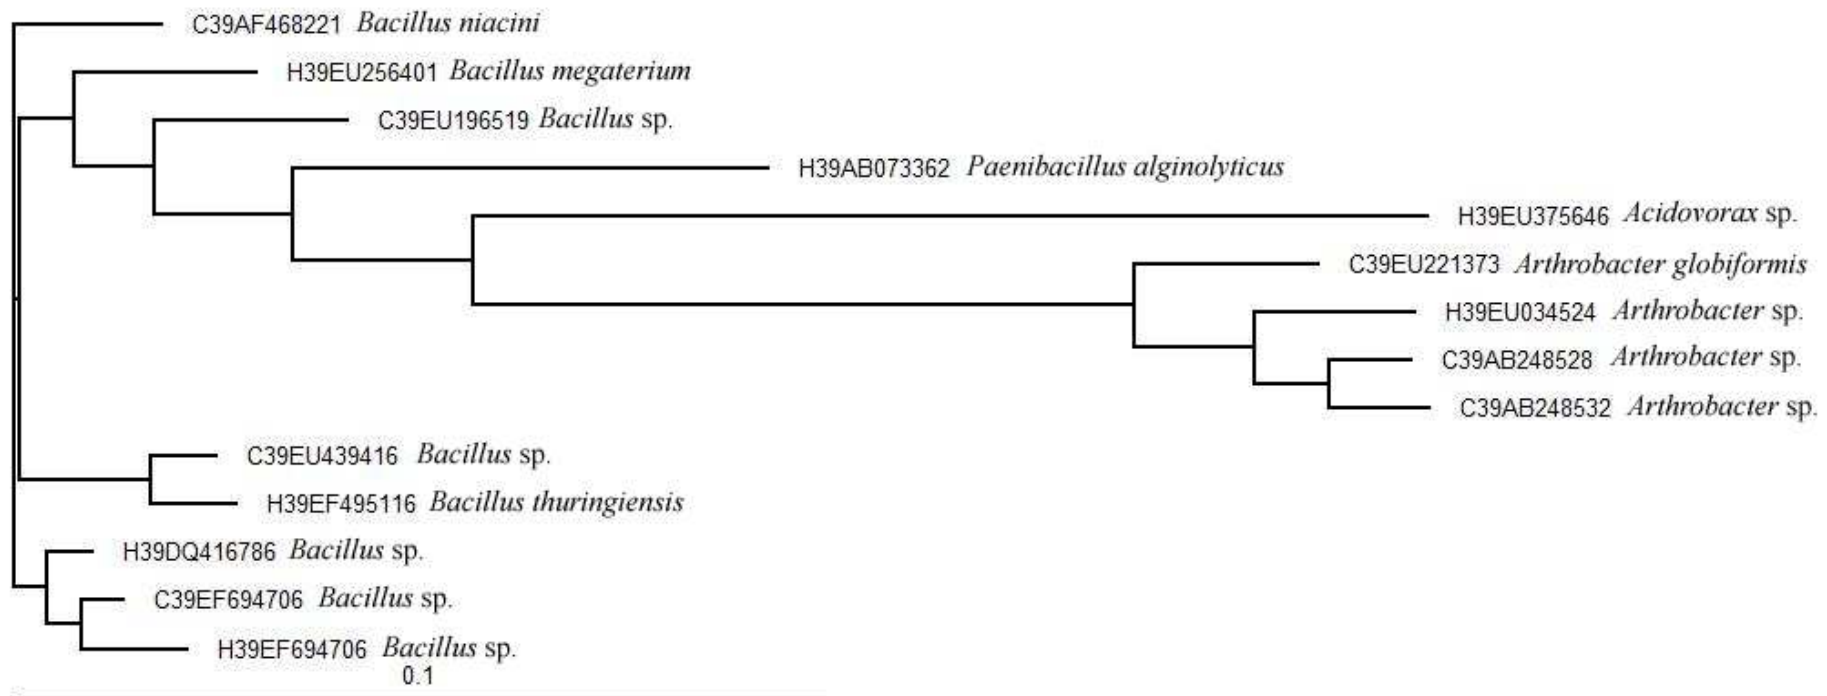 C39AF468221 Bacillus niacini
H39EU256401 Bacillus megaterium
C39EU196519 Bacillus sp.
H39AB073362 Paenibacillus alginolyticus
H39EU375646 Acidovorax sp.
C39EU221373 Arthrobacter globiformis
H39EU034524 Arthrobacter sp.
C39AB248528 Arthrobacter sp.
C39AB248532 Arthrobacter sp.
C39EU439416 Bacillus sp.
H39EF495116 Bacillus thuringiensis
H39DQ416786 Bacillus sp.
C39EF694706 Bacillus sp.
H39EF694706 Bacillus sp.
0.1